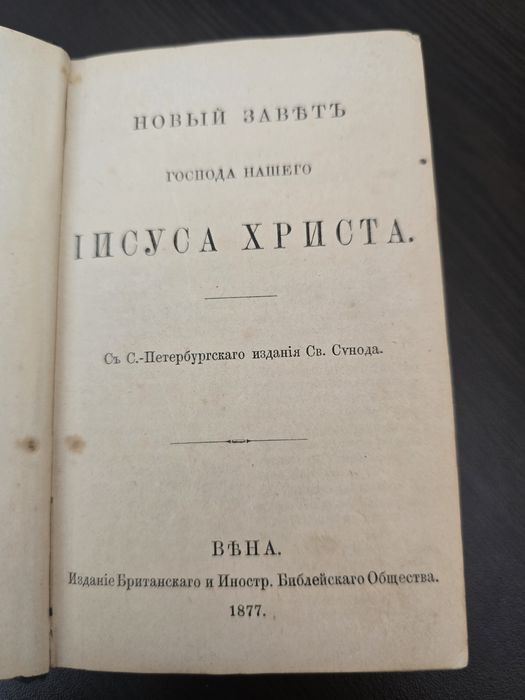 НОВЫЙ ЗАВѢТЪ
ГОСПОДА НАШЕГО
ІИСУСА ХРИСТА.
Съ С.-Петербургскаго изданія Св. Сѵнода.
ВѢНА.
Изданіе Британскаго и Иностр. Библейскаго Общества.
1877.